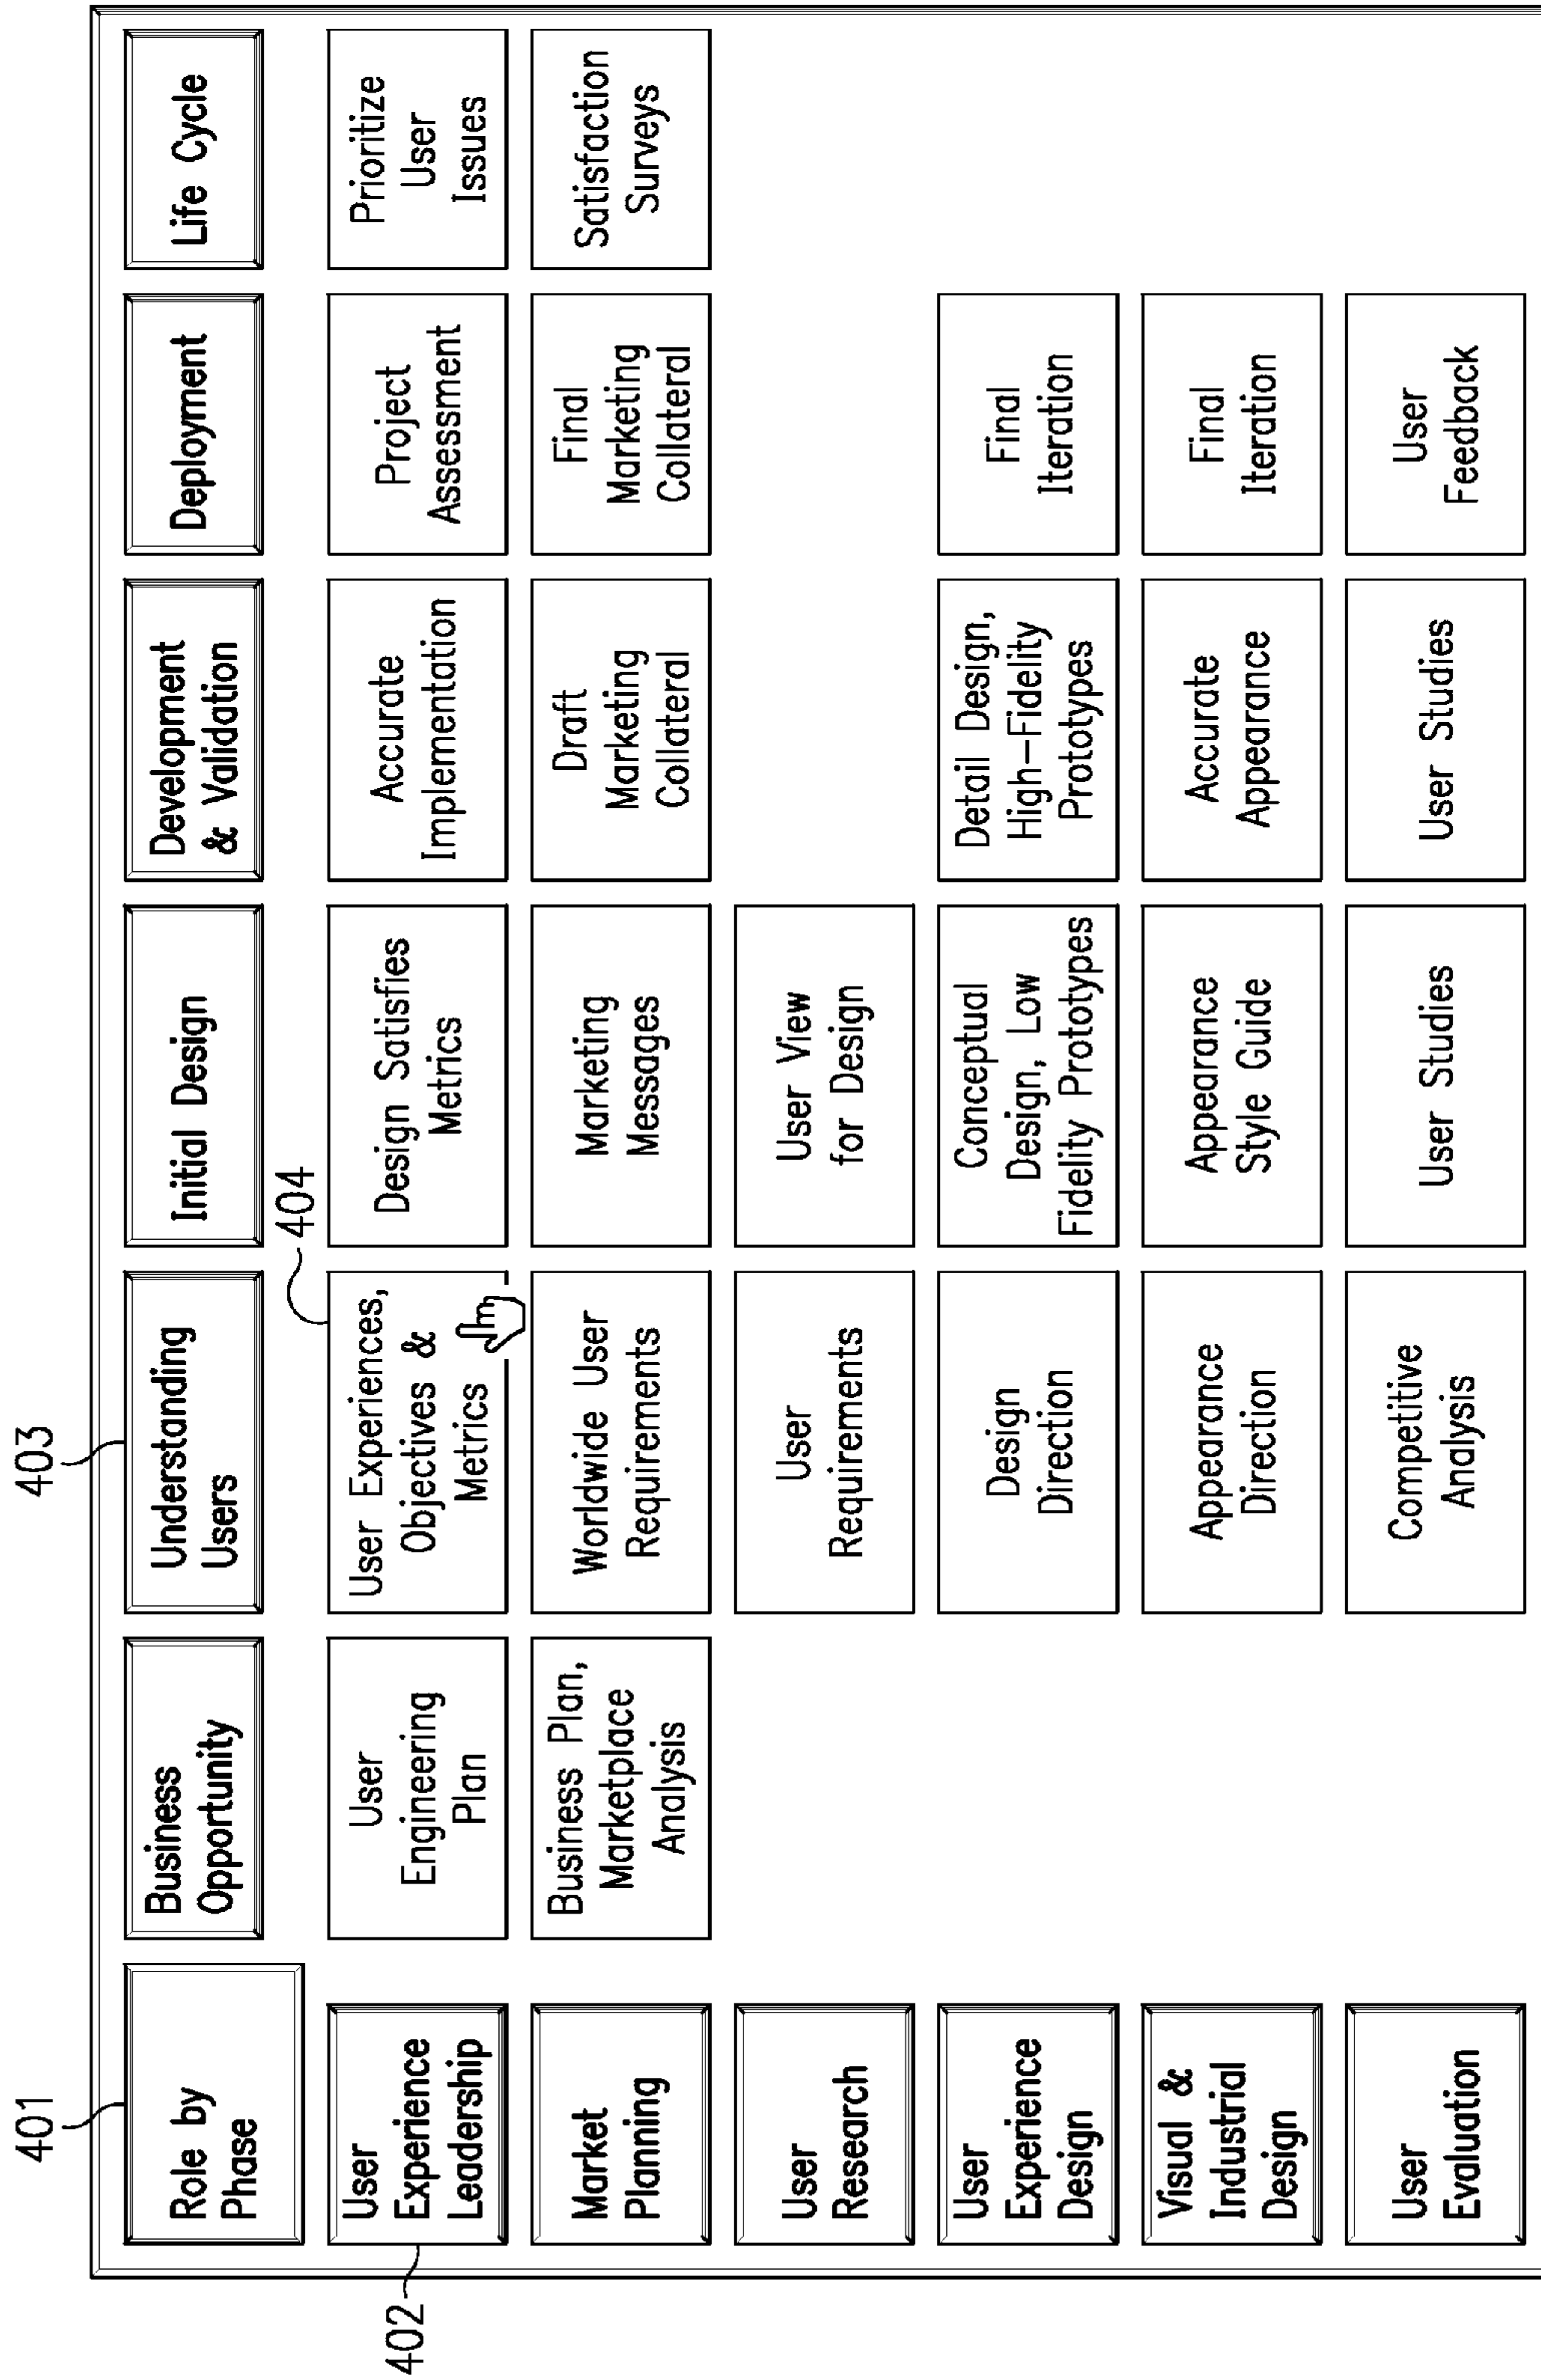 401
403
Role by
Phase
Business
Opportunity
Understanding
Users
Initial Design
Development
& Validation
Deployment
Life Cycle
404
402
User
Experience
Leadership
User
Engineering
Plan
User Experiences,
Objectives &
Metrics
Design Satisfies
Metrics
Accurate
Implementation
Project
Assessment
Prioritize
User
Issues
Market
Planning
Business Plan,
Marketplace
Analysis
Worldwide User
Requirements
Marketing
Messages
Draft
Marketing
Collateral
Final
Marketing
Collateral
Satisfaction
Surveys
User
Research
User
Requirements
User View
for Design
User
Experience
Design
Design
Direction
Conceptual
Design, Low
Fidelity Prototypes
Detail Design,
High-Fidelity
Prototypes
Final
Iteration
Visual &
Industrial
Design
Appearance
Direction
Appearance
Style Guide
Accurate
Appearance
Final
Iteration
User
Evaluation
Competitive
Analysis
User Studies
User Studies
User
Feedback